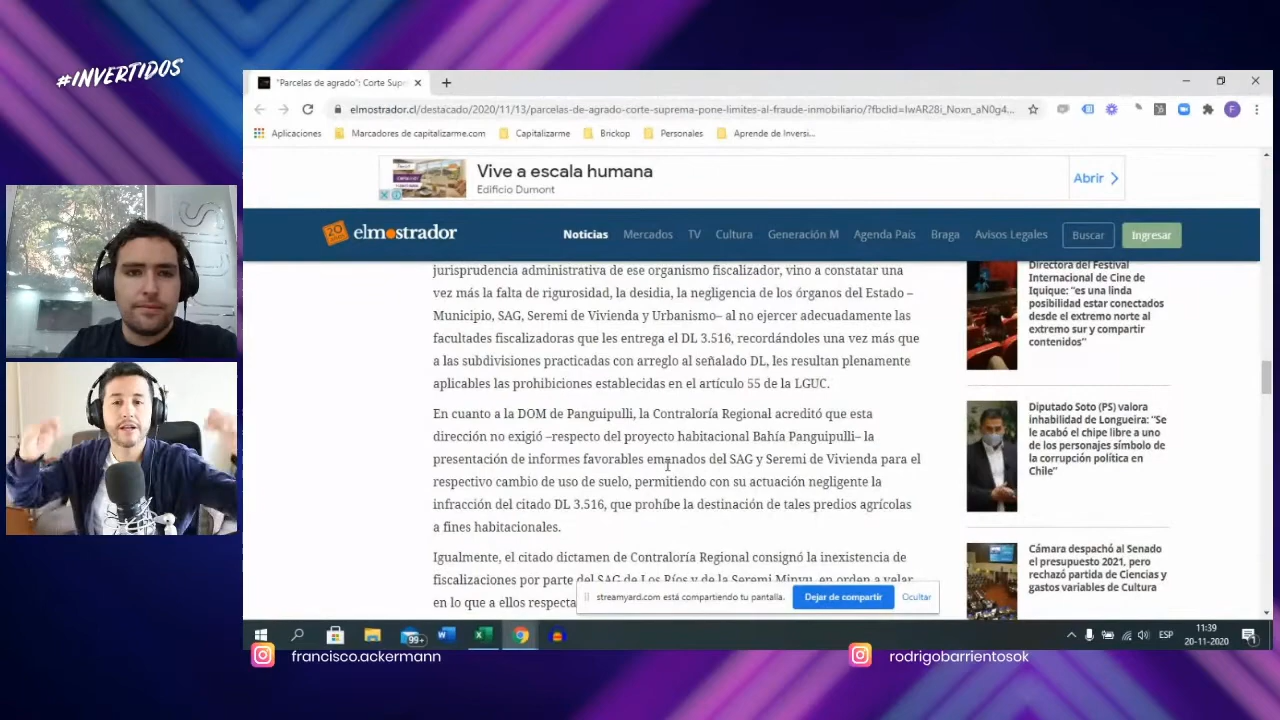 #INVERTIDOS
"Parcelas de agrado": Corte Supr
elmostrador.cl/destacado/2020/11/13/parcelas-de-agrado-corte-suprema-pone-limites-al-fraude-inmobiliario/?fbclid=IwAR28i_Noxn_aN0g4...
Aplicaciones Marcadores de capitalizarme.com Capitalizarme Brickop Personales Aprende de Inversi...
Vive a escala humana
Edificio Dumont
Abrir
20 elmostrador Noticias Mercados TV Cultura Generación M Agenda País Braga Avisos Legales Buscar Ingresar
jurisprudencia administrativa de ese organismo fiscalizador, vino a constatar una
vez más la falta de rigurosidad, la desidia, la negligencia de los órganos del Estado –
Municipio, SAG, Seremi de Vivienda y Urbanismo– al no ejercer adecuadamente las
facultades fiscalizadoras que les entrega el DL 3.516, recordándoles una vez más que
a las subdivisiones practicadas con arreglo al señalado DL, les resultan plenamente
aplicables las prohibiciones establecidas en el artículo 55 de la LGUC.
En cuanto a la DOM de Panguipulli, la Contraloría Regional acreditó que esta
dirección no exigió –respecto del proyecto habitacional Bahía Panguipulli– la
presentación de informes favorables emanados del SAG y Seremi de Vivienda para el
respectivo cambio de uso de suelo, permitiendo con su actuación negligente la
infracción del citado DL 3.516, que prohíbe la destinación de tales predios agrícolas
a fines habitacionales.
Igualmente, el citado dictamen de Contraloría Regional consignó la inexistencia de
fiscalizaciones por parte del SAG de Los Ríos y de la Seremi Minvu, en orden a velar
en lo que a ellos respecta
Directora del Festival
Internacional de Cine de
Iquique: "es una linda
posibilidad estar conectados
desde el extremo norte al
extremo sur y compartir
contenidos"
Diputado Soto (PS) valora
inhabilidad de Longueira: "Se
le acabó el chipe libre a uno
de los personajes símbolo de
la corrupción política en
Chile"
Cámara despachó al Senado
el presupuesto 2021, pero
rechazó partida de Ciencias y
gastos variables de Cultura
streamyard.com está compartiendo tu pantalla. Dejar de compartir Ocultar
99+
ESP
11:39
20-11-2020
francisco.ackermann
rodrigobarrientosok